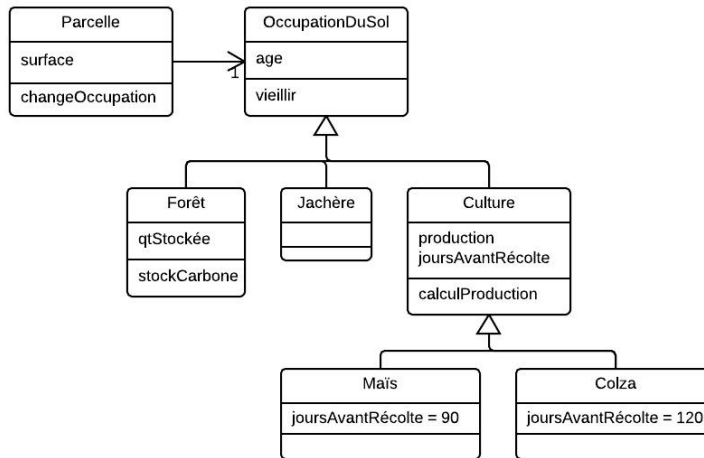 Parcelle
surface
changeOccupation
1
OccupationDuSol
age
vieillir
Forêt
qtStockée
stockCarbone
Jachère
Culture
production
joursAvantRécolte
calculProduction
Maïs
joursAvantRécolte = 90
Colza
joursAvantRécolte = 120